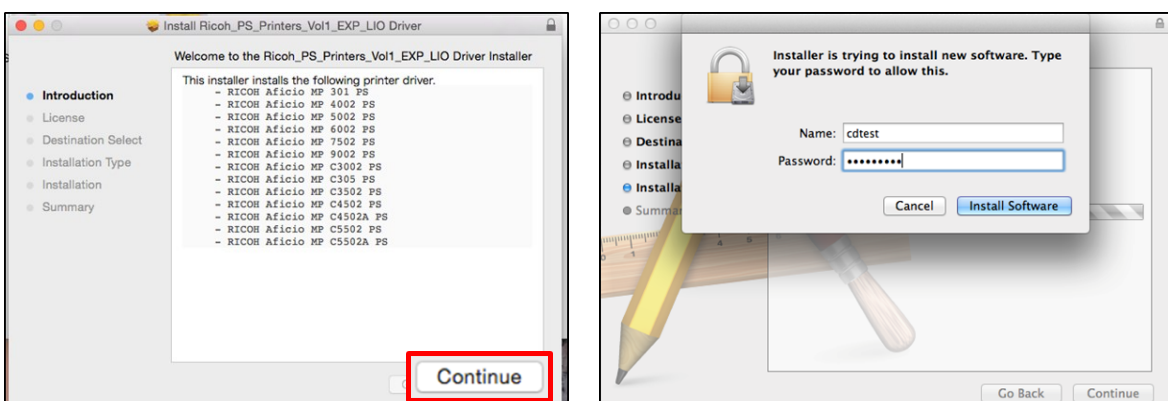 Install Ricoh_PS_Printers_Vol1_EXP_LIO Driver
Welcome to the Ricoh_PS_Printers_Vol1_EXP_LIO Driver Installer
Introduction
License
Destination Select
Installation Type
Installation
Summary
This installer installs the following printer driver.
– RICOH Aficio MP 301 PS
– RICOH Aficio MP 4002 PS
– RICOH Aficio MP 5002 PS
– RICOH Aficio MP 6002 PS
– RICOH Aficio MP 7502 PS
– RICOH Aficio MP 9002 PS
– RICOH Aficio MP C3002 PS
– RICOH Aficio MP C305 PS
– RICOH Aficio MP C3502 PS
– RICOH Aficio MP C4502 PS
– RICOH Aficio MP C4502A PS
– RICOH Aficio MP C5502 PS
– RICOH Aficio MP C5502A PS
Continue
Installer is trying to install new software. Type
your password to allow this.
Name: cdtest
Password: •••••••••
Cancel Install Software
Introdu
License
Destina
Installa
Installa
Summar
Go Back Continue